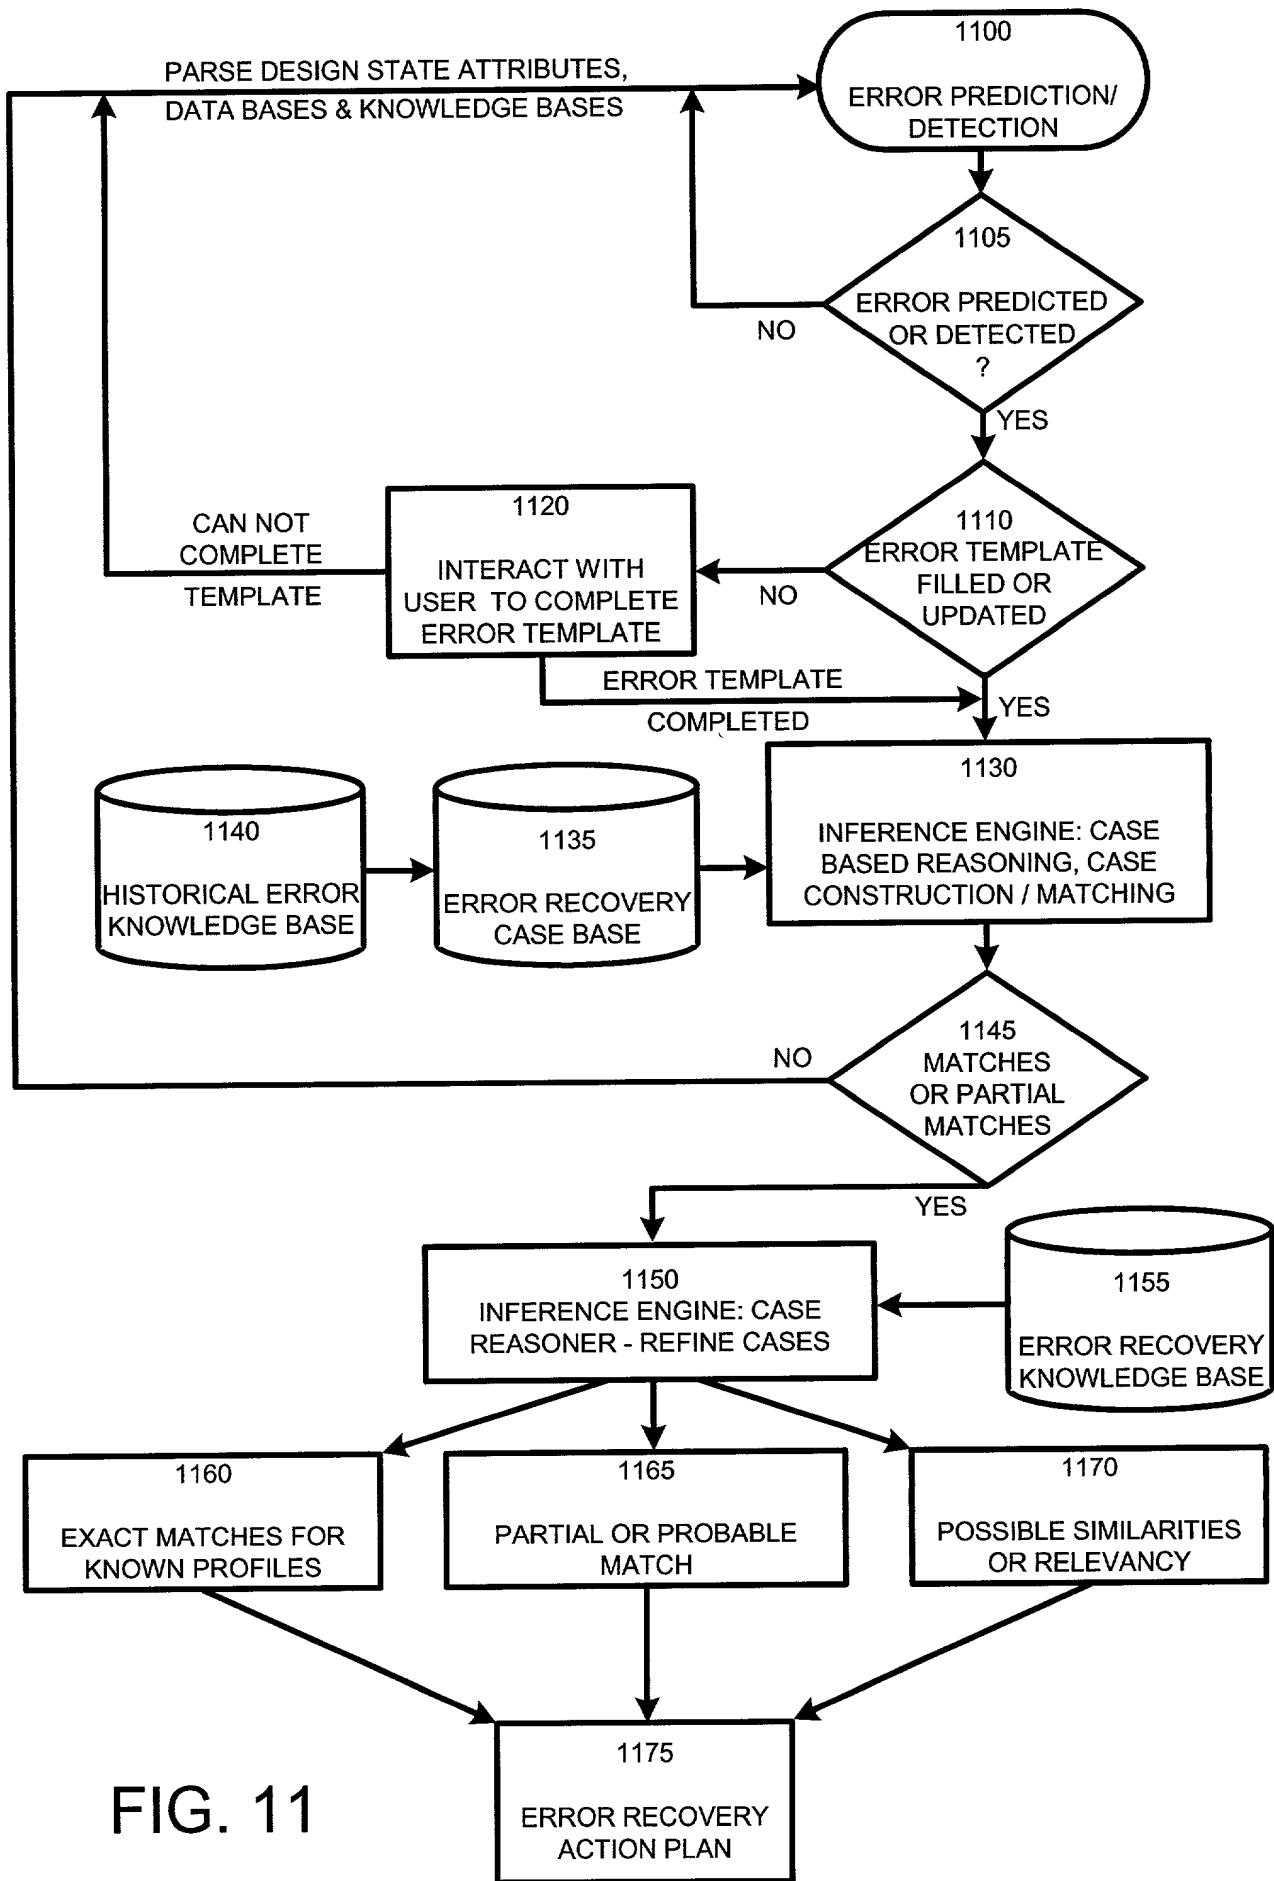 1100
PARSE DESIGN STATE ATTRIBUTES,
DATA BASES & KNOWLEDGE BASES
ERROR PREDICTION/
DETECTION
1105
ERROR PREDICTED
OR DETECTED
?
NO
YES
1110
ERROR TEMPLATE
FILLED OR
UPDATED
NO
1120
INTERACT WITH
USER TO COMPLETE
ERROR TEMPLATE
CAN NOT
COMPLETE
TEMPLATE
ERROR TEMPLATE
COMPLETED
YES
1130
INFERENCE ENGINE: CASE
BASED REASONING, CASE
CONSTRUCTION / MATCHING
1140
HISTORICAL ERROR
KNOWLEDGE BASE
1135
ERROR RECOVERY
CASE BASE
1145
MATCHES
OR PARTIAL
MATCHES
NO
YES
1150
INFERENCE ENGINE: CASE
REASONER - REFINE CASES
1155
ERROR RECOVERY
KNOWLEDGE BASE
1160
EXACT MATCHES FOR
KNOWN PROFILES
1165
PARTIAL OR PROBABLE
MATCH
1170
POSSIBLE SIMILARITIES
OR RELEVANCY
1175
ERROR RECOVERY
ACTION PLAN
FIG. 11